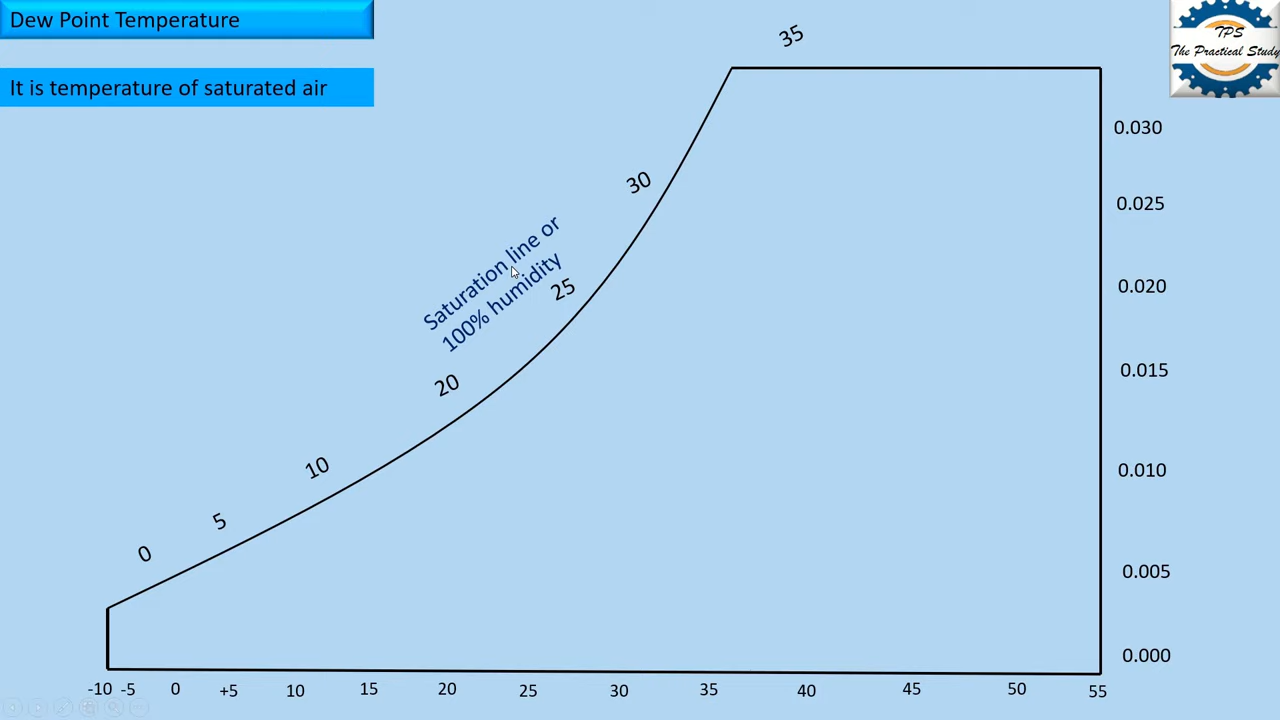 Dew Point Temperature
It is temperature of saturated air
TPS
The Practical Study
35
30
Saturation line or
100% humidity
25
20
10
5
0
0.030
0.025
0.020
0.015
0.010
0.005
0.000
-10 -5 0 +5 10 15 20 25 30 35 40 45 50 55